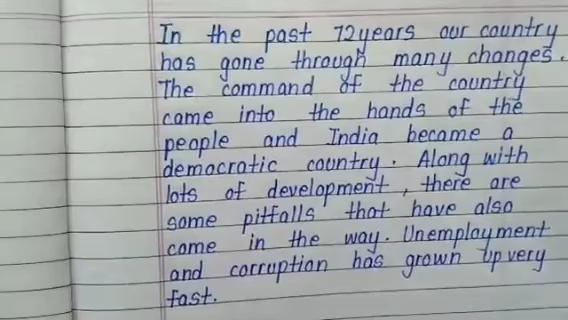 In the past 72years our country
has gone through many changes.
The command of the country
came into the hands of the
people and India became a
democratic country. Along with
lots of development, there are
some pitfalls that have also
come in the way. Unemployment
and corruption has grown up very
fast.